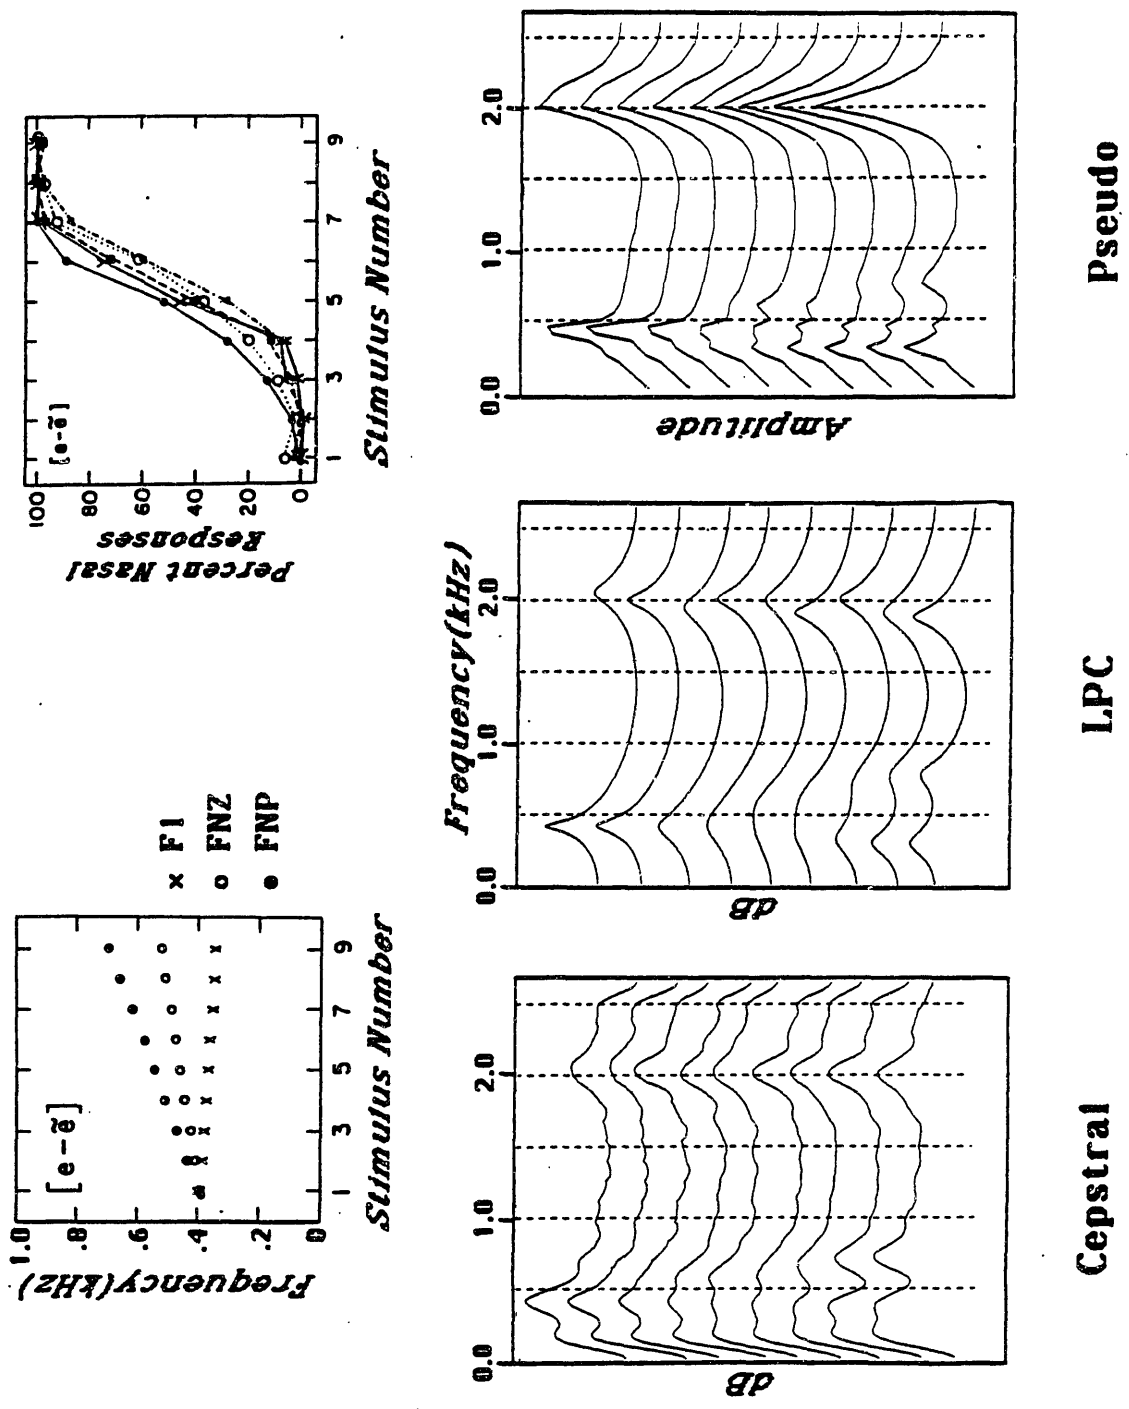 [e-ẽ]
1.0
.8
.6
.4
.2
0
Frequency(kHz)
1
3
5
7
9
Stimulus Number
× F1
○ FNZ
● FNP
[e-ẽ]
100
80
60
40
20
0
Percent Nasal
Responses
1
3
5
7
9
Stimulus Number
Frequency(kHz)
0.0
1.0
2.0
dB
Cepstral
0.0
1.0
2.0
dB
LPC
0.0
1.0
2.0
Amplitude
Pseudo